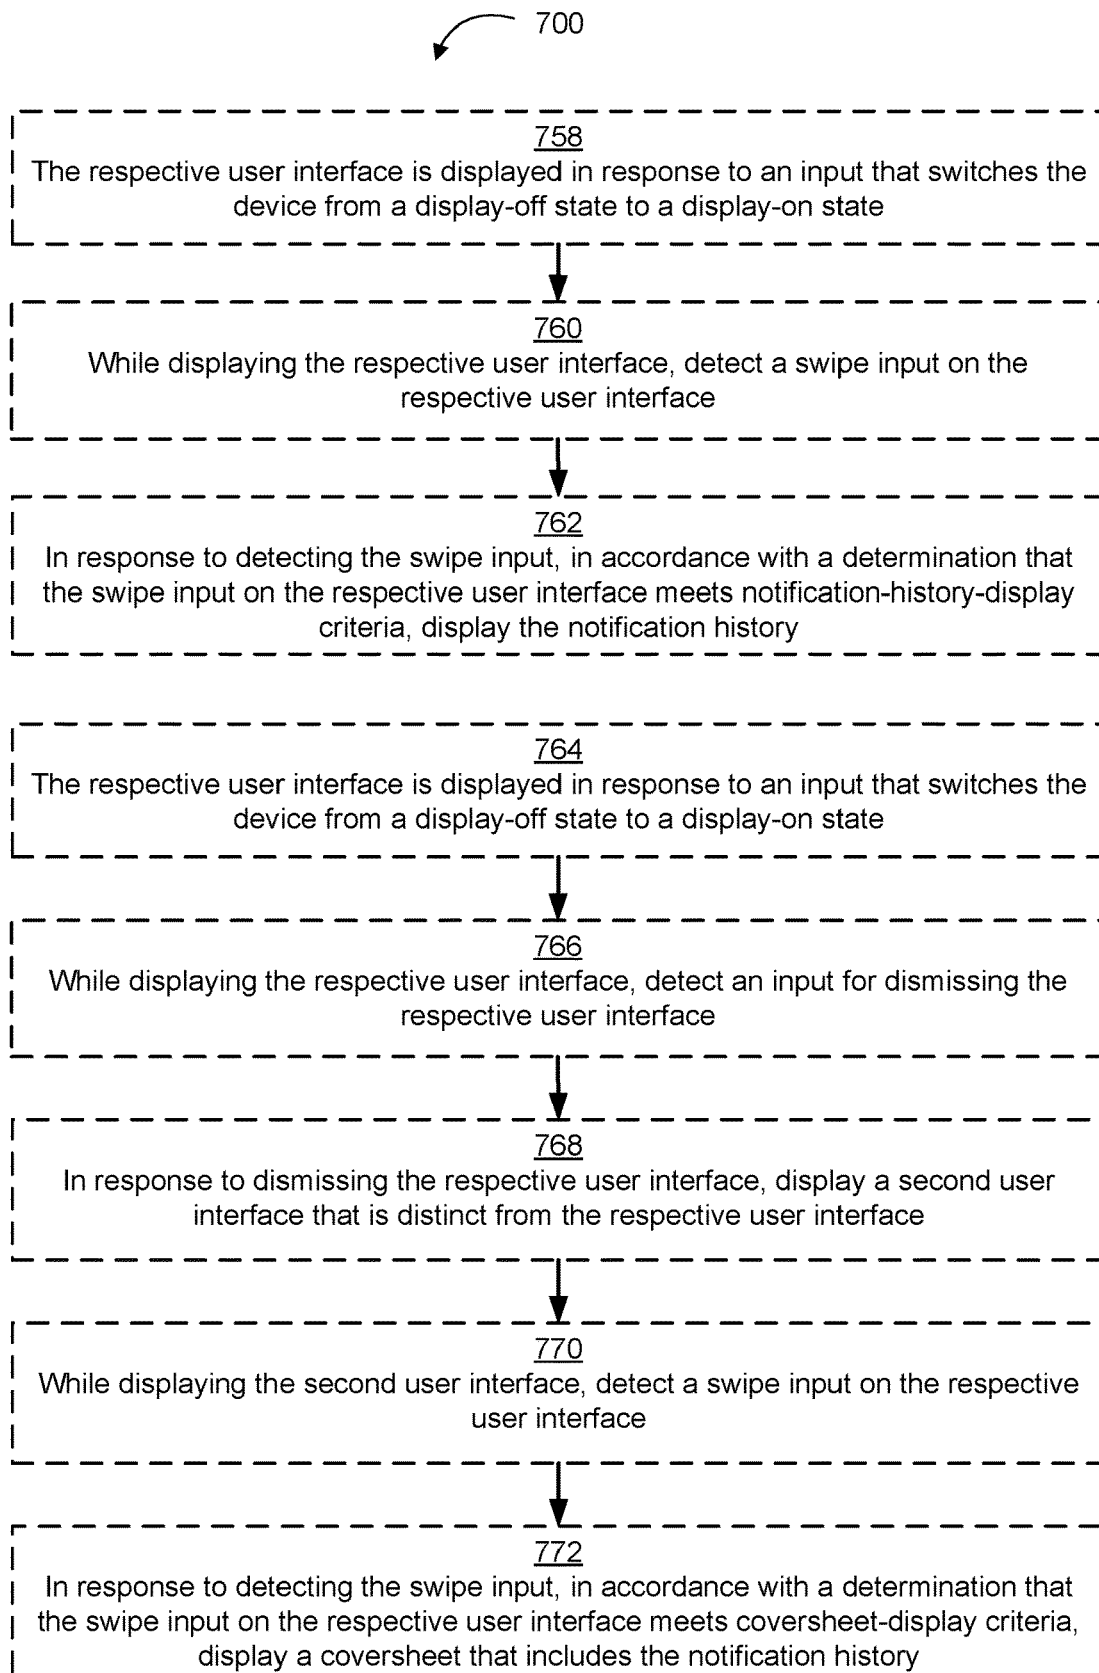 700
758
The respective user interface is displayed in response to an input that switches the
device from a display-off state to a display-on state
760
While displaying the respective user interface, detect a swipe input on the
respective user interface
762
In response to detecting the swipe input, in accordance with a determination that
the swipe input on the respective user interface meets notification-history-display
criteria, display the notification history
764
The respective user interface is displayed in response to an input that switches the
device from a display-off state to a display-on state
766
While displaying the respective user interface, detect an input for dismissing the
respective user interface
768
In response to dismissing the respective user interface, display a second user
interface that is distinct from the respective user interface
770
While displaying the second user interface, detect a swipe input on the respective
user interface
772
In response to detecting the swipe input, in accordance with a determination that
the swipe input on the respective user interface meets coversheet-display criteria,
display a coversheet that includes the notification history